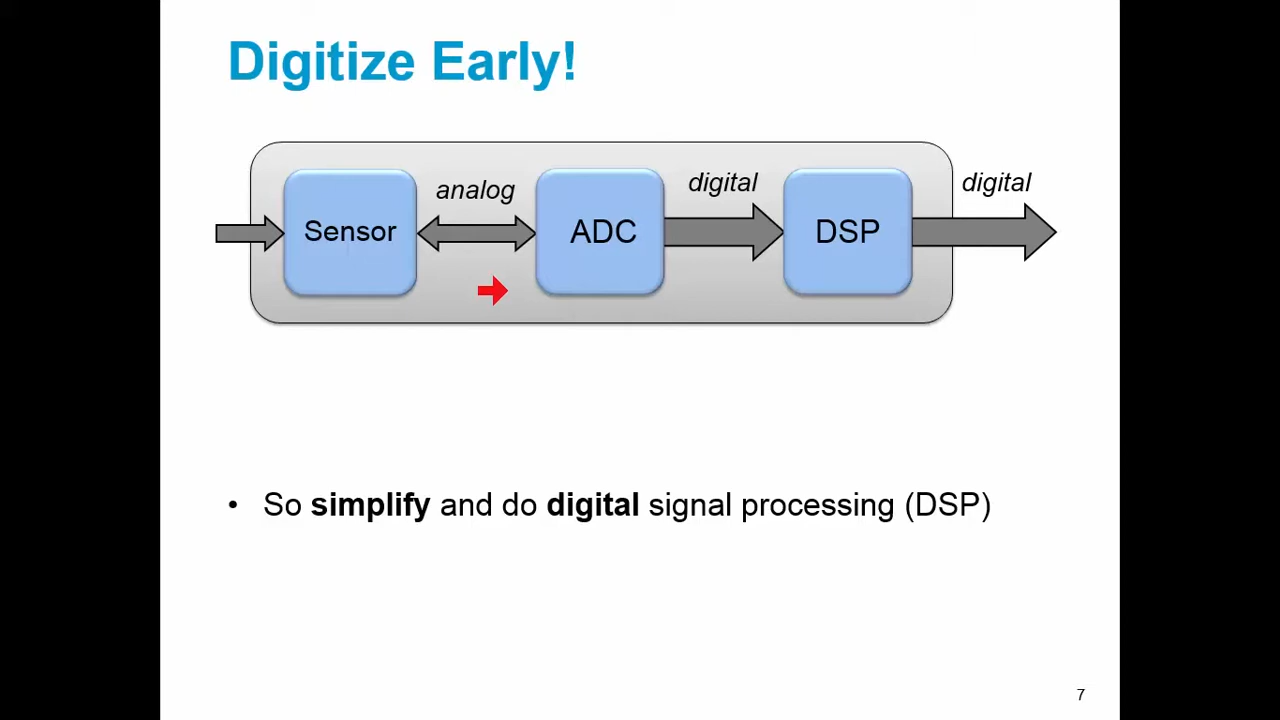 Digitize Early!
analog
digital
digital
Sensor
ADC
DSP
• So simplify and do digital signal processing (DSP)
7